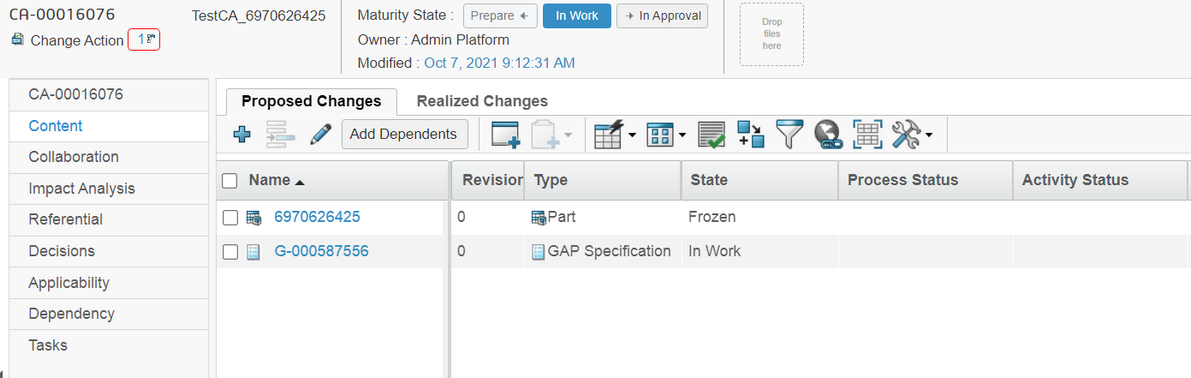 CA-00016076
TestCA_6970626425
Maturity State :
Prepare
In Work
In Approval
Change Action
1
Owner : Admin Platform
Modified : Oct 7, 2021 9:12:31 AM
Drop
files
here
CA-00016076
Content
Collaboration
Impact Analysis
Referential
Decisions
Applicability
Dependency
Tasks
Proposed Changes
Realized Changes
Add Dependents
Name
Revision
Type
State
Process Status
Activity Status
6970626425
0
Part
Frozen
G-000587556
0
GAP Specification
In Work